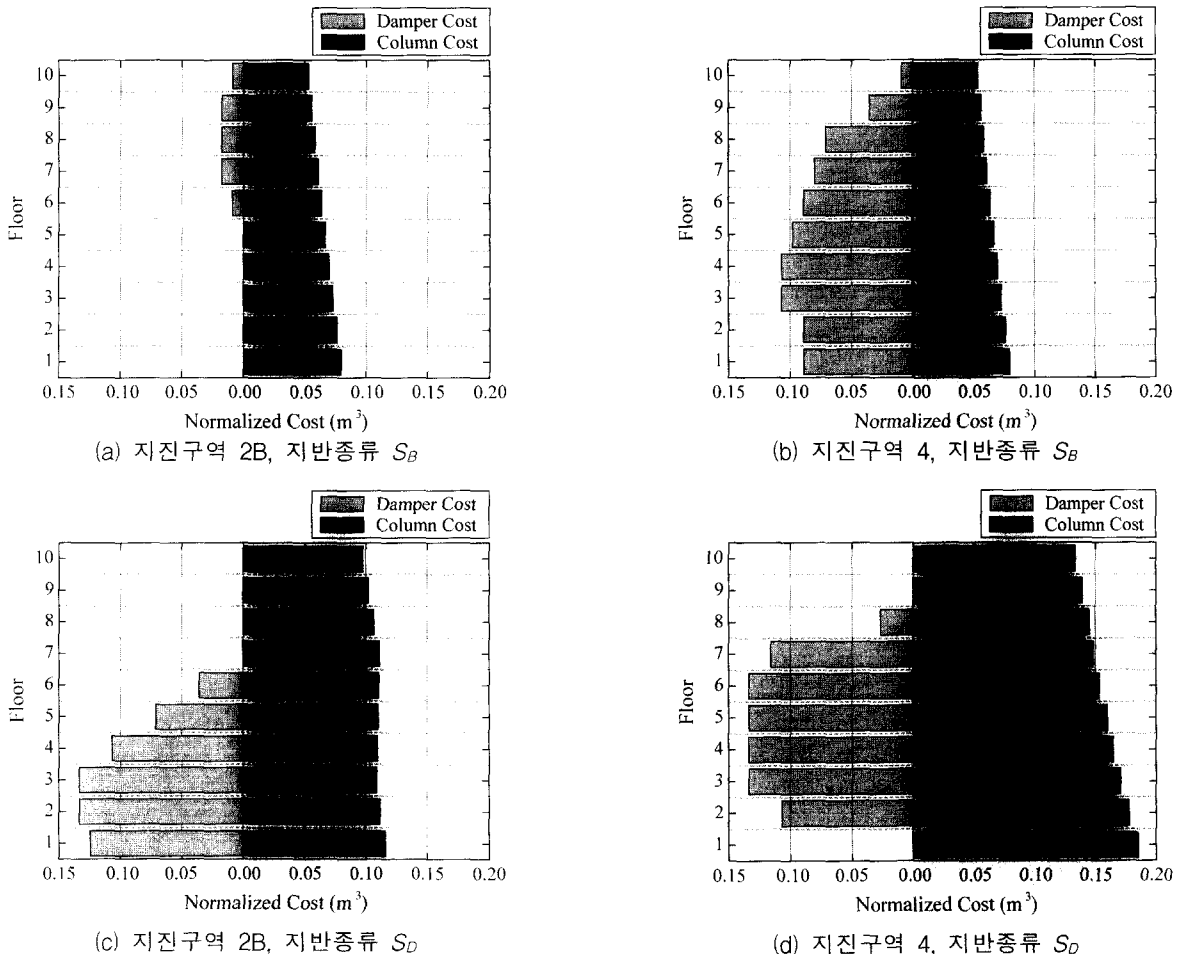 Damper Cost
Column Cost
10
9
8
7
6
5
4
3
2
1
Floor
0.15 0.10 0.05 0.00 0.05 0.10 0.15 0.20
Normalized Cost (m³)
(a) 지진구역 2B, 지반종류 S_B
Damper Cost
Column Cost
10
9
8
7
6
5
4
3
2
1
Floor
0.15 0.10 0.05 0.00 0.05 0.10 0.15 0.20
Normalized Cost (m³)
(b) 지진구역 4, 지반종류 S_B
Damper Cost
Column Cost
10
9
8
7
6
5
4
3
2
1
Floor
0.15 0.10 0.05 0.00 0.05 0.10 0.15 0.20
Normalized Cost (m³)
(c) 지진구역 2B, 지반종류 S_D
Damper Cost
Column Cost
10
9
8
7
6
5
4
3
2
1
Floor
0.15 0.10 0.05 0.00 0.05 0.10 0.15 0.20
Normalized Cost (m³)
(d) 지진구역 4, 지반종류 S_D